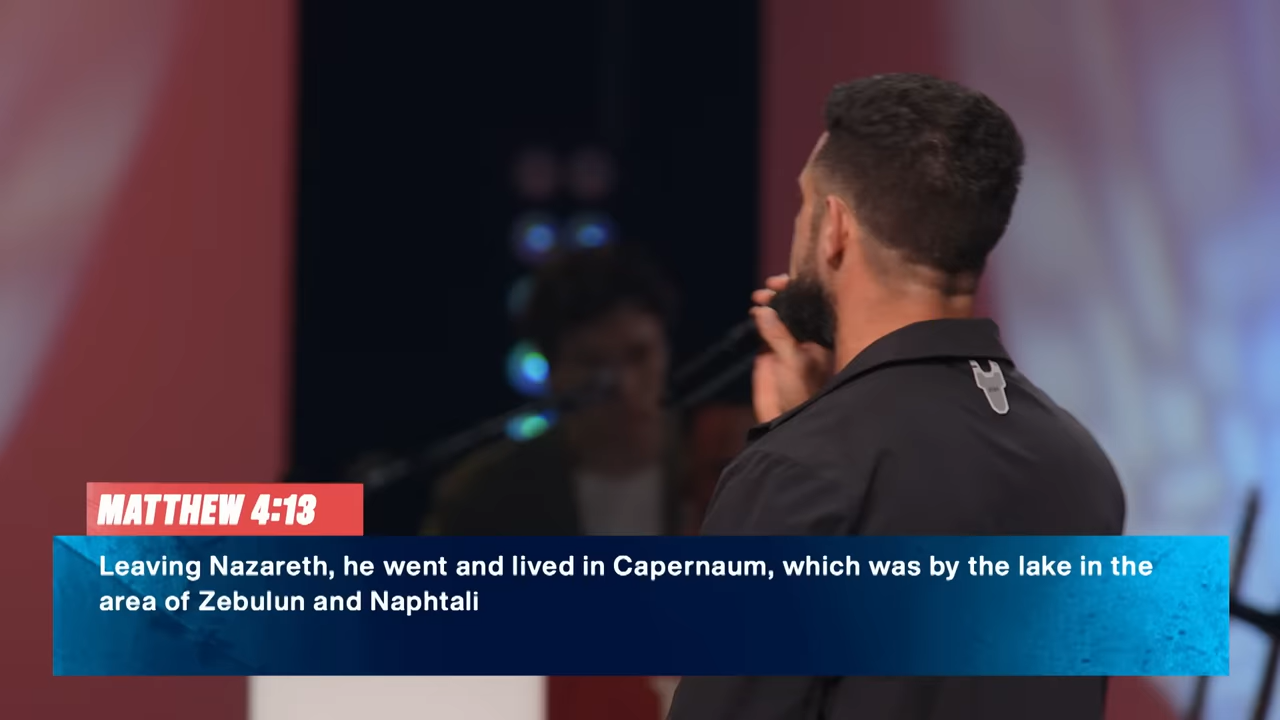 MATTHEW 4:13
Leaving Nazareth, he went and lived in Capernaum, which was by the lake in the
area of Zebulun and Naphtali